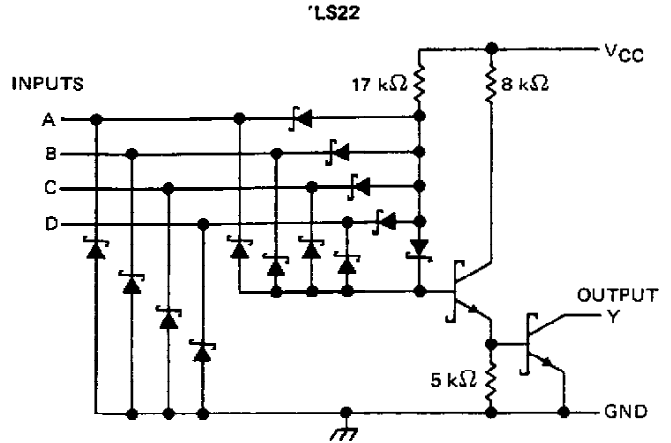 'LS22
VCC
17 kΩ
8 kΩ
INPUTS
A
B
C
D
OUTPUT
Y
5 kΩ
GND